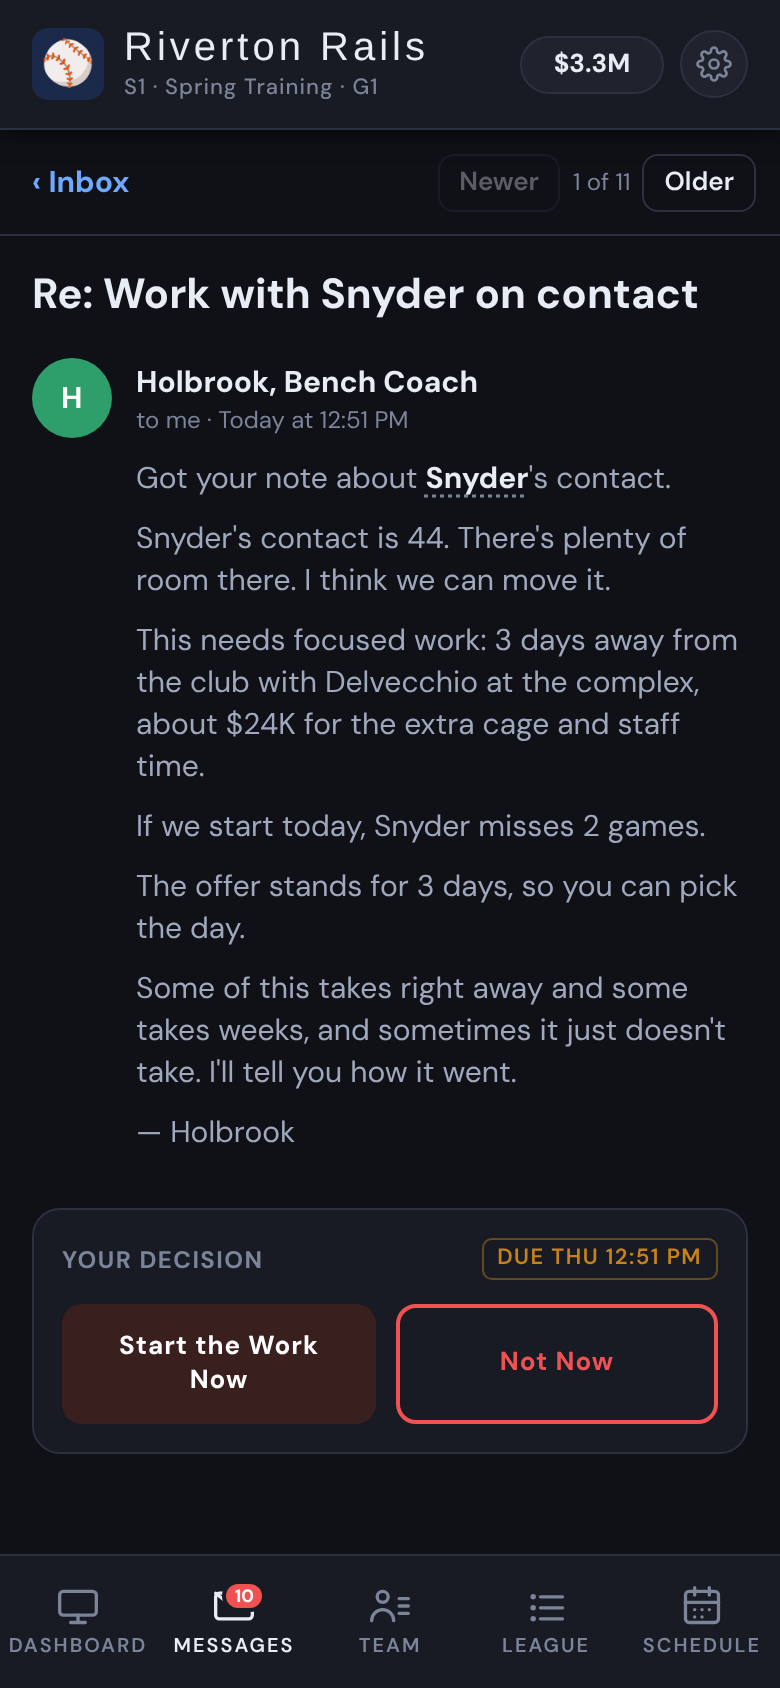 Riverton Rails
S1 · Spring Training · G1
$3.3M
‹ Inbox
Newer
1 of 11
Older
Re: Work with Snyder on contact
H
Holbrook, Bench Coach
to me · Today at 12:51 PM
Got your note about Snyder's contact.
Snyder's contact is 44. There's plenty of
room there. I think we can move it.
This needs focused work: 3 days away from
the club with Delvecchio at the complex,
about $24K for the extra cage and staff
time.
If we start today, Snyder misses 2 games.
The offer stands for 3 days, so you can pick
the day.
Some of this takes right away and some
takes weeks, and sometimes it just doesn't
take. I'll tell you how it went.
— Holbrook
YOUR DECISION
DUE THU 12:51 PM
Start the Work
Now
Not Now
10
DASHBOARD
MESSAGES
TEAM
LEAGUE
SCHEDULE